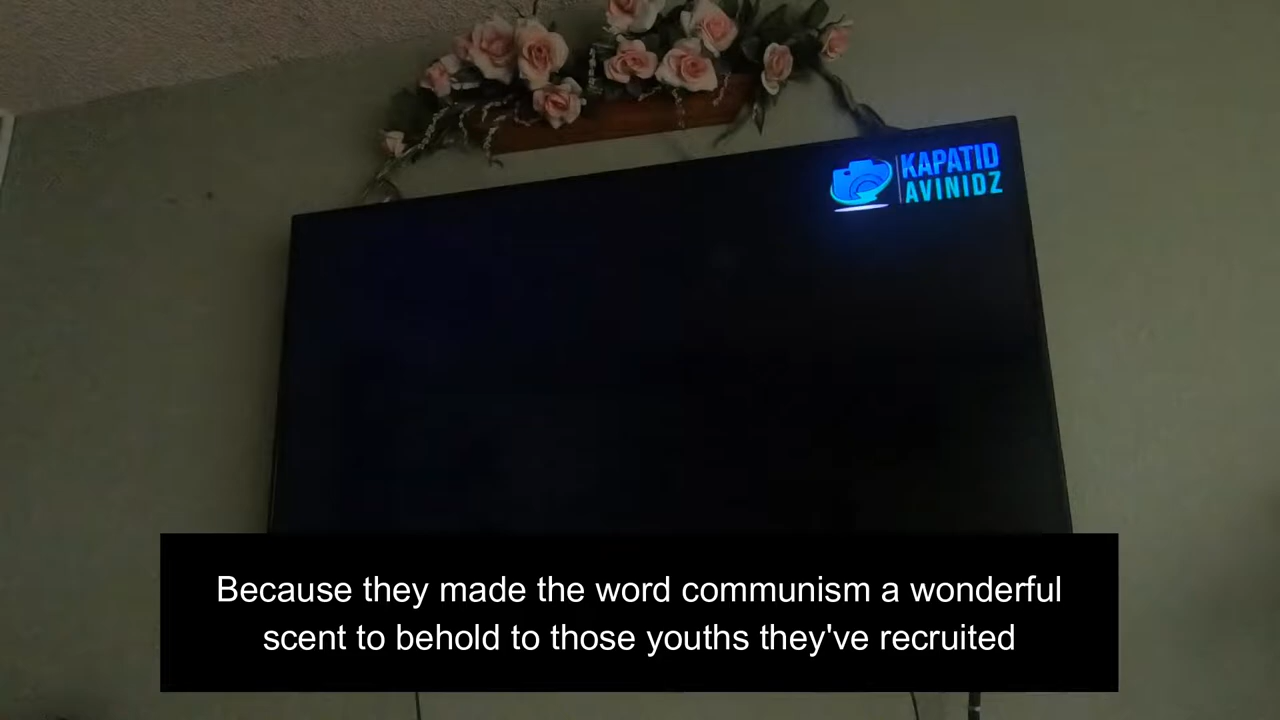 KAPATID
AVINIDZ
Because they made the word communism a wonderful
scent to behold to those youths they've recruited